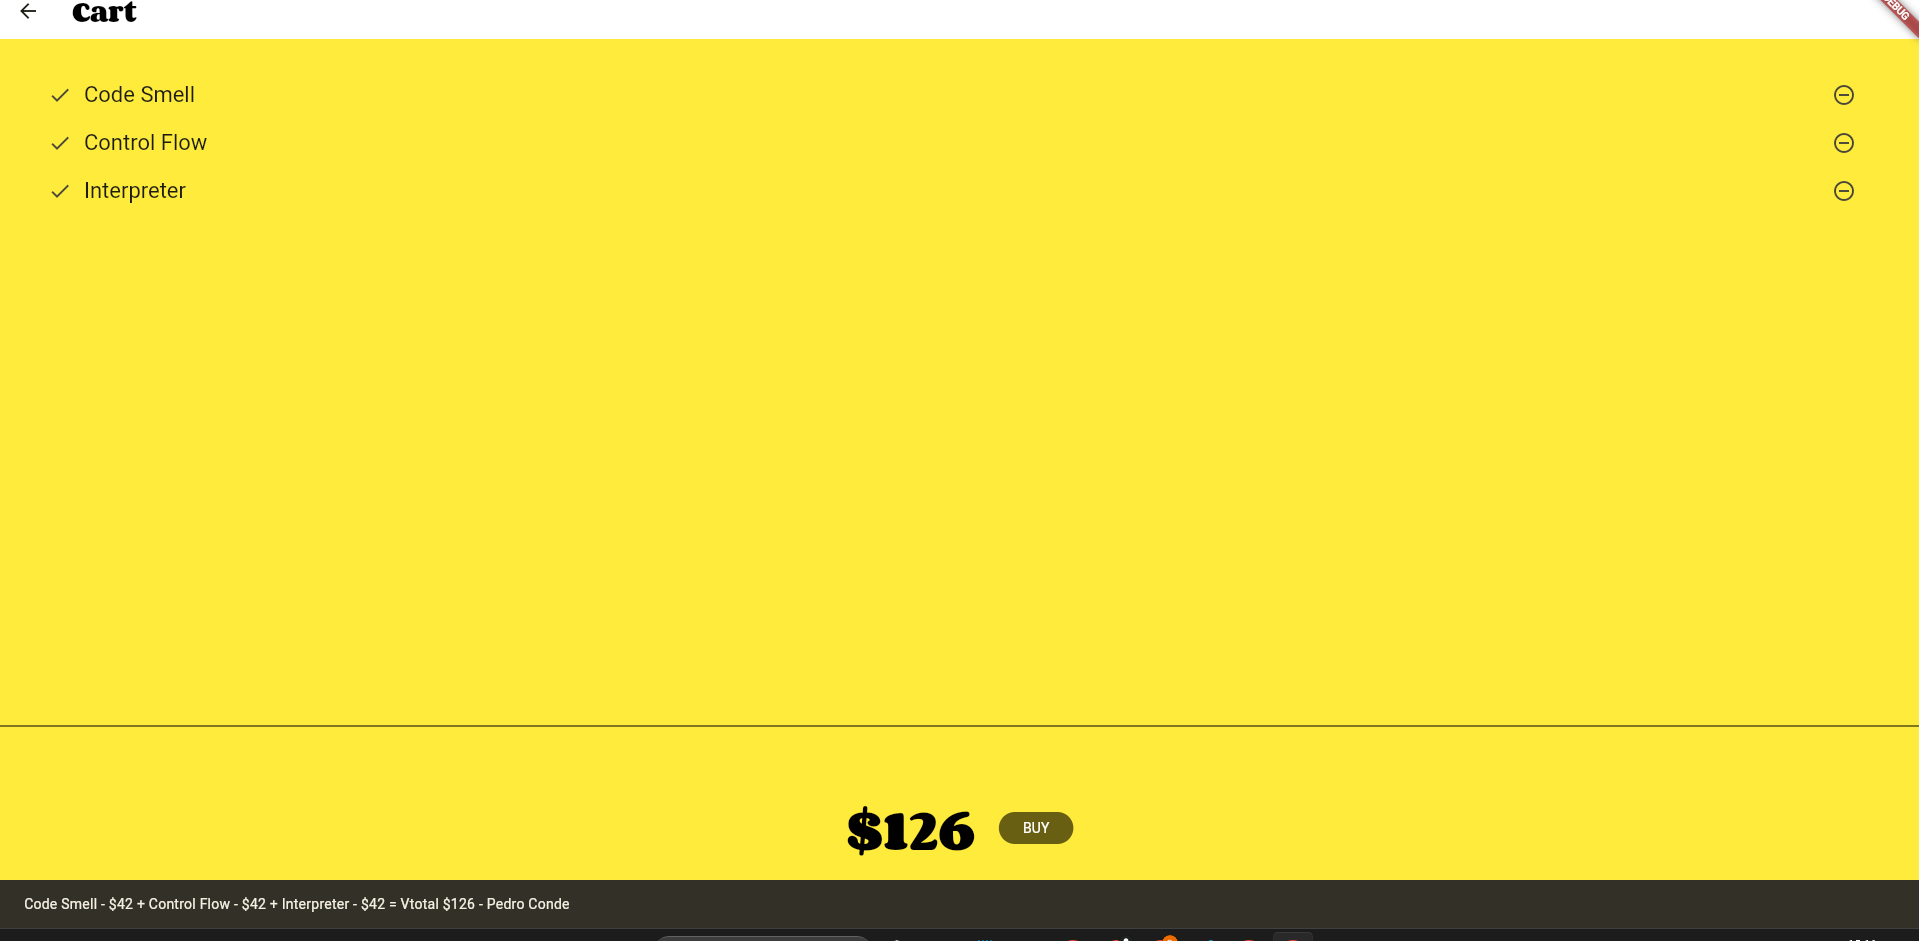 Cart
Code Smell
Control Flow
Interpreter
$126
BUY
Code Smell - $42 + Control Flow - $42 + Interpreter - $42 = Vtotal $126 - Pedro Conde